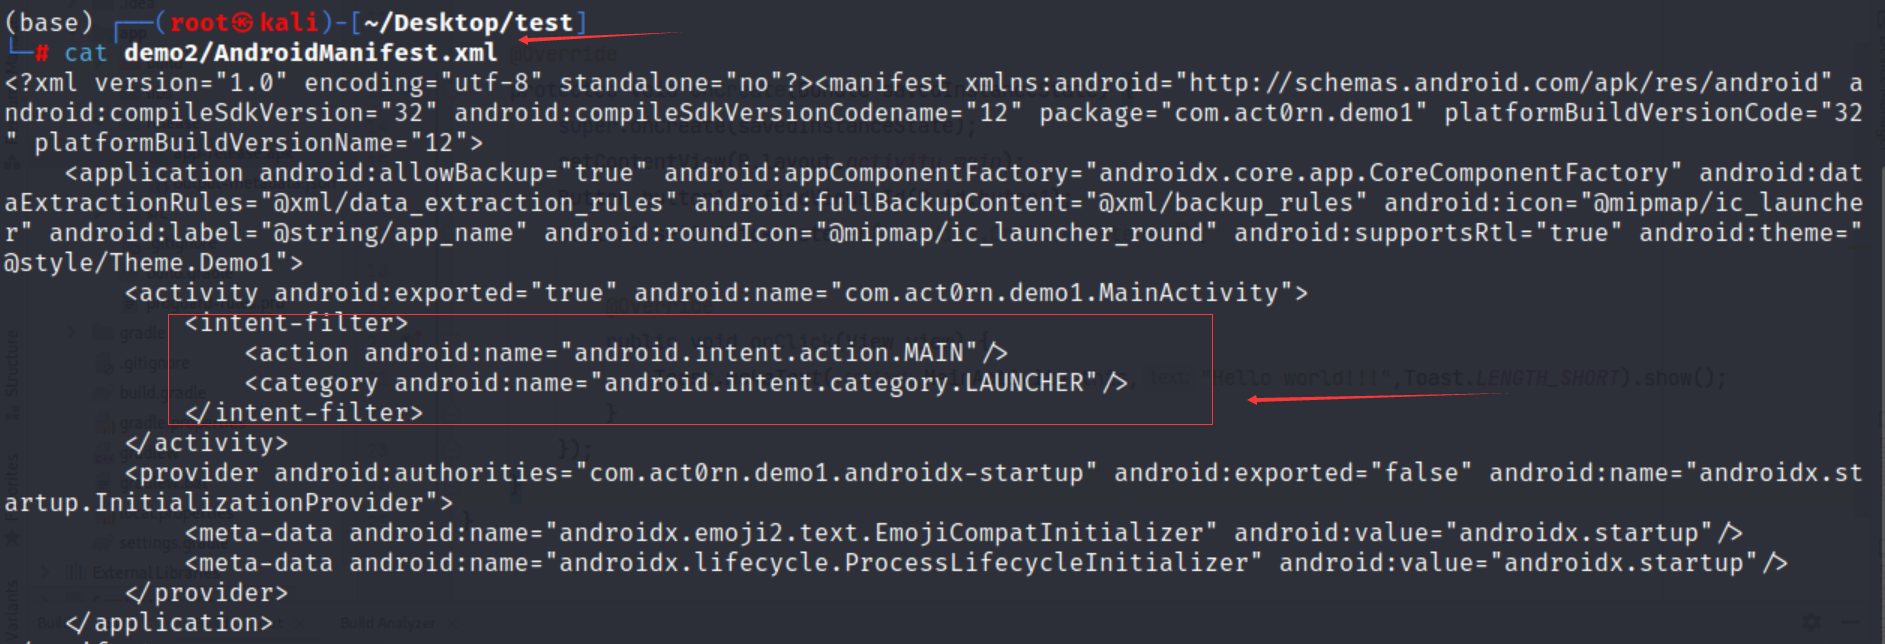 (base) ┌──(root㉿kali)-[~/Desktop/test]
└─# cat demo2/AndroidManifest.xml
<?xml version="1.0" encoding="utf-8" standalone="no"?><manifest xmlns:android="http://schemas.android.com/apk/res/android" a
ndroid:compileSdkVersion="32" android:compileSdkVersionCodename="12" package="com.act0rn.demo1" platformBuildVersionCode="32
" platformBuildVersionName="12">
    <application android:allowBackup="true" android:appComponentFactory="androidx.core.app.CoreComponentFactory" android:dat
aExtractionRules="@xml/data_extraction_rules" android:fullBackupContent="@xml/backup_rules" android:icon="@mipmap/ic_launche
r" android:label="@string/app_name" android:roundIcon="@mipmap/ic_launcher_round" android:supportsRtl="true" android:theme="
@style/Theme.Demo1">
        <activity android:exported="true" android:name="com.act0rn.demo1.MainActivity">
            <intent-filter>
                <action android:name="android.intent.action.MAIN"/>
                <category android:name="android.intent.category.LAUNCHER"/>
            </intent-filter>
        </activity>
        <provider android:authorities="com.act0rn.demo1.androidx-startup" android:exported="false" android:name="androidx.st
artup.InitializationProvider">
            <meta-data android:name="androidx.emoji2.text.EmojiCompatInitializer" android:value="androidx.startup"/>
            <meta-data android:name="androidx.lifecycle.ProcessLifecycleInitializer" android:value="androidx.startup"/>
        </provider>
    </application>